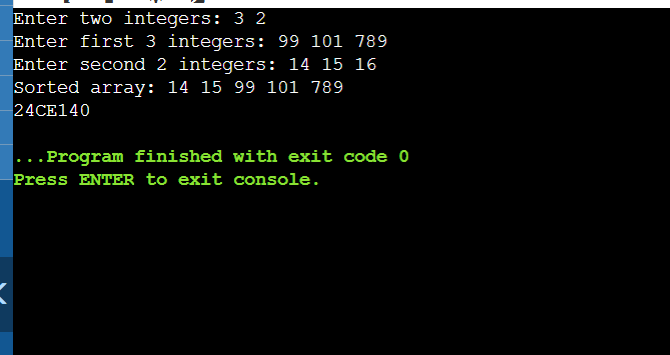 Enter two integers: 3 2
Enter first 3 integers: 99 101 789
Enter second 2 integers: 14 15 16
Sorted array: 14 15 99 101 789
24CE140
...Program finished with exit code 0
Press ENTER to exit console.